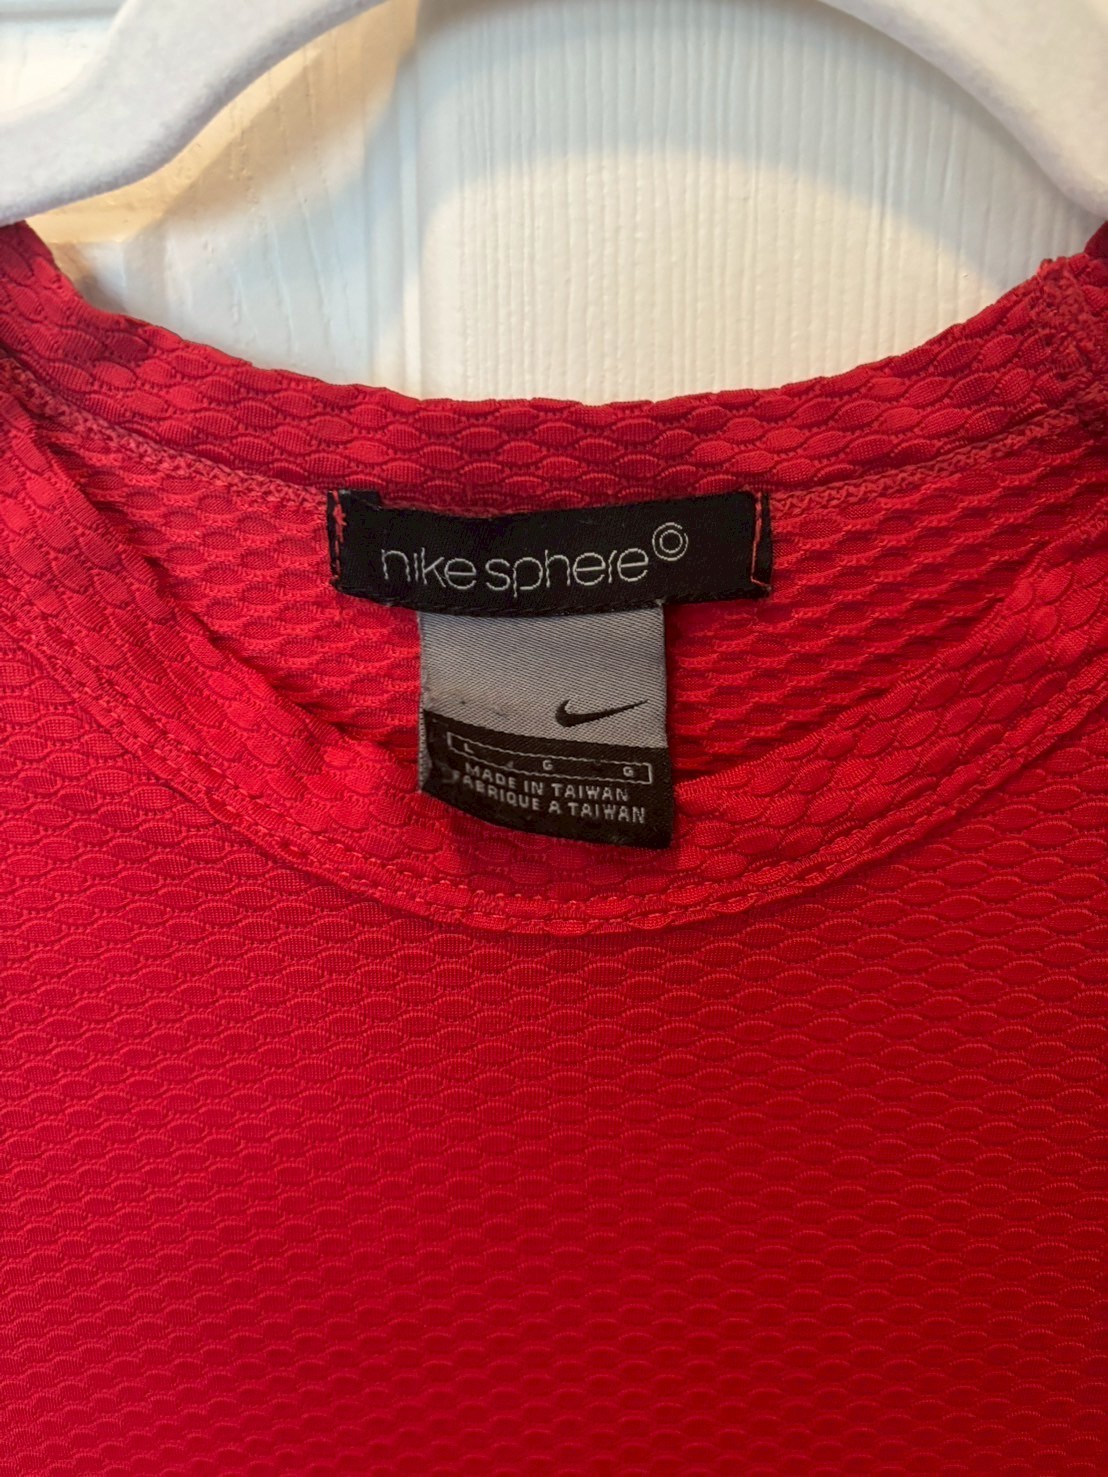 nike sphere ©
L G G
MADE IN TAIWAN
FABRIQUE A TAIWAN